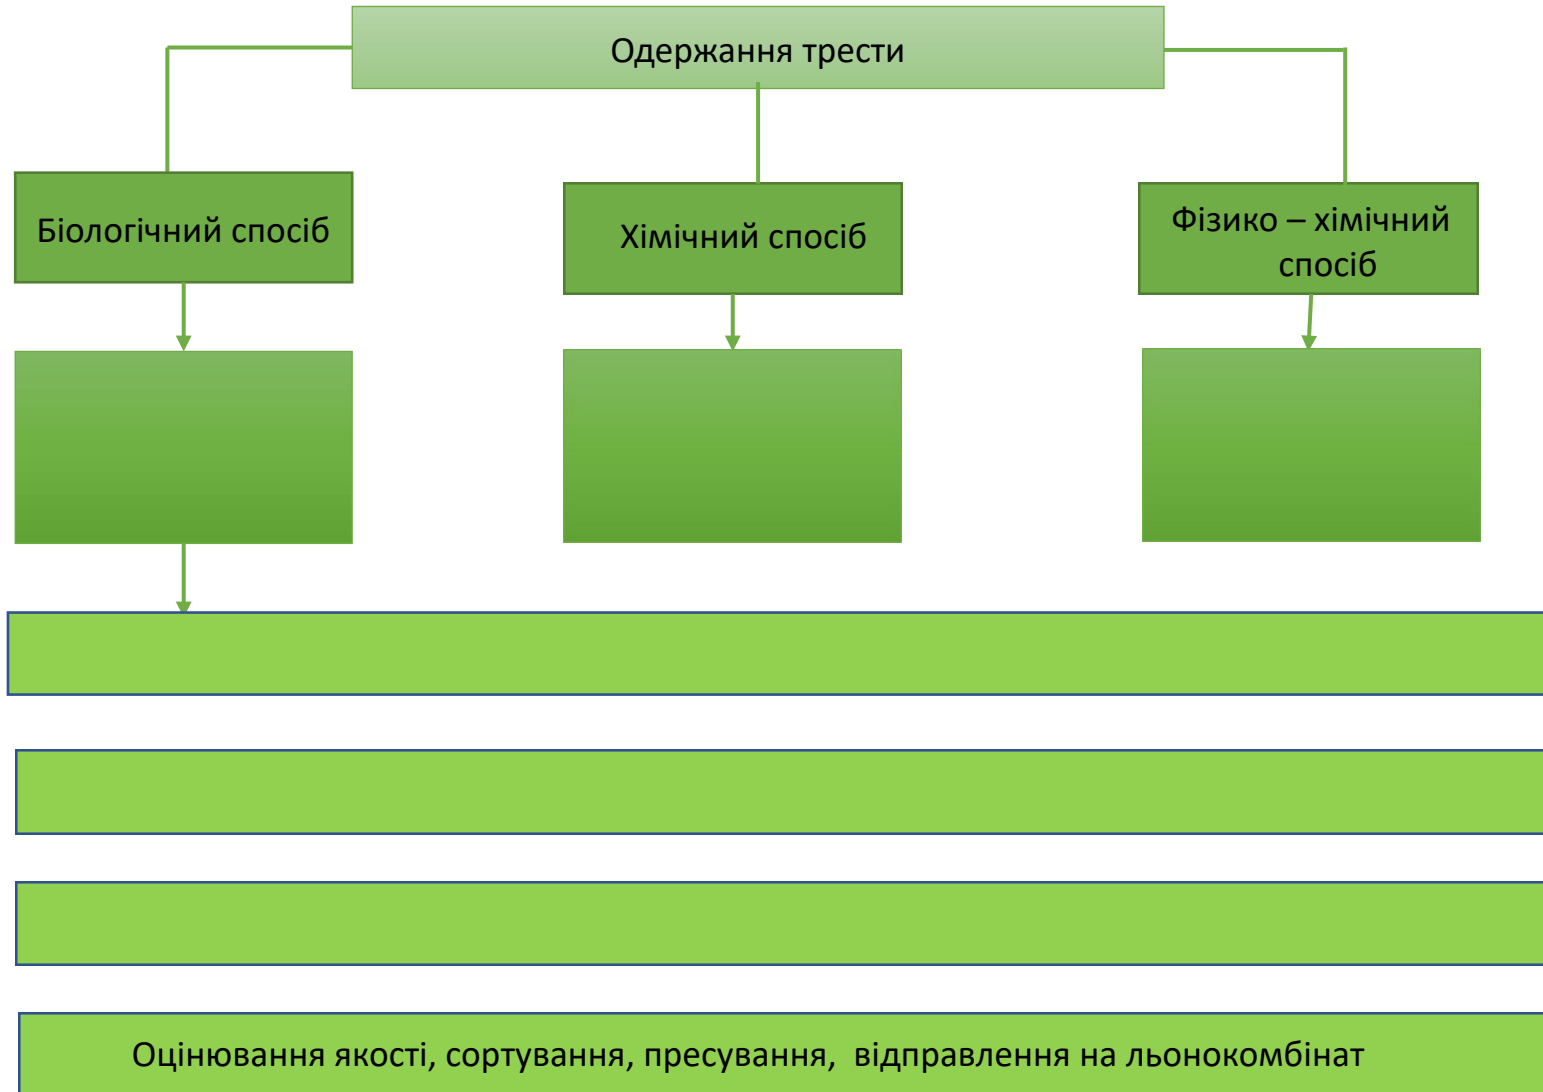 Одержання трести
Біологічний спосіб
Хімічний спосіб
Фізико – хімічний
спосіб
Оцінювання якості, сортування, пресування, відправлення на льонокомбінат